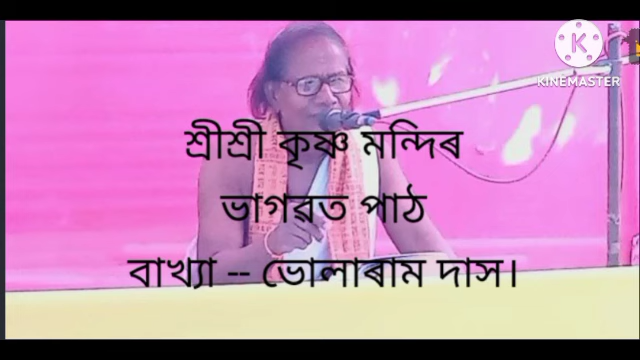 KINEMASTER
শ্রীশ্রী কৃষ্ণ মন্দিৰ
ভাগৱত পাঠ
বাখ্যা -- ভোলাৰাম দাস।